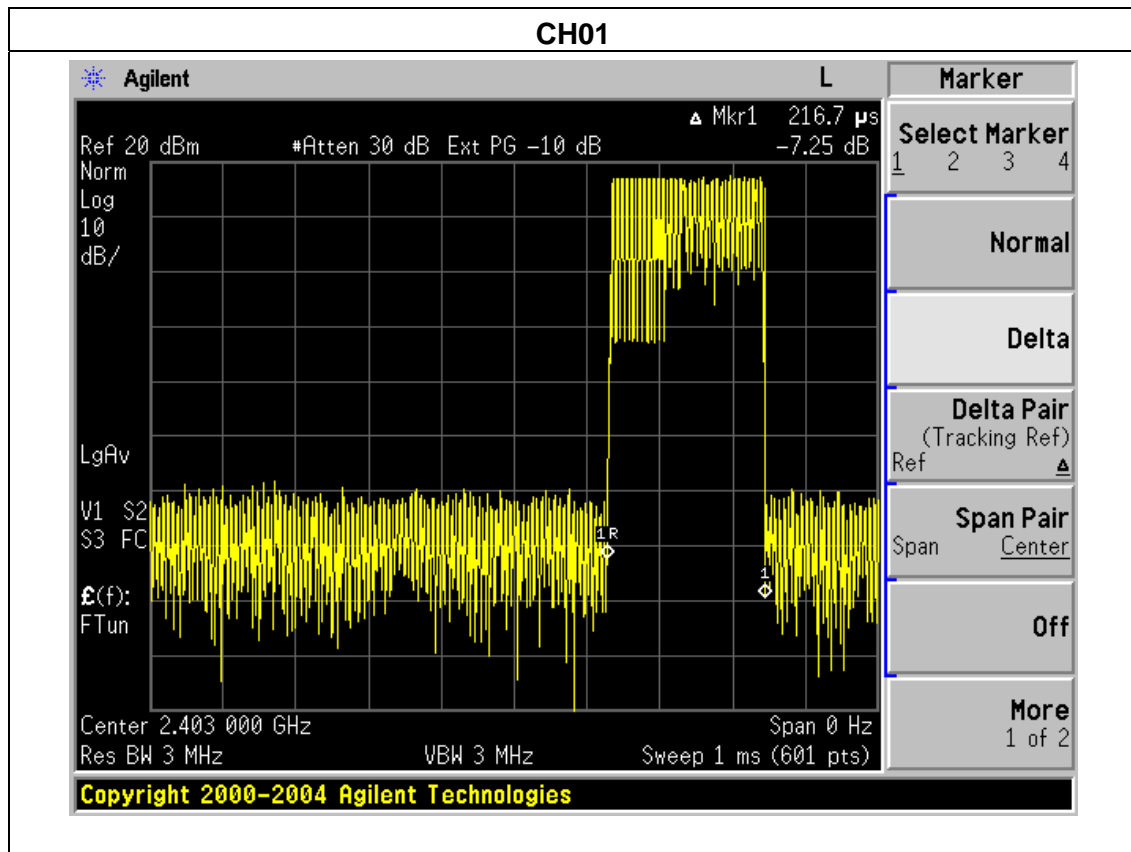 CH01
Agilent L Marker
Δ Mkr1 216.7 µs
Ref 20 dBm #Atten 30 dB Ext PG −10 dB −7.25 dB
Norm
Log
10
dB/
LgAv
V1 S2
S3 FC
£(f):
FTun
1R
1
Center 2.403 000 GHz Span 0 Hz
Res BW 3 MHz VBW 3 MHz Sweep 1 ms (601 pts)
Copyright 2000−2004 Agilent Technologies
Select Marker
1 2 3 4
Normal
Delta
Delta Pair
(Tracking Ref)
Ref Δ
Span Pair
Span Center
Off
More
1 of 2